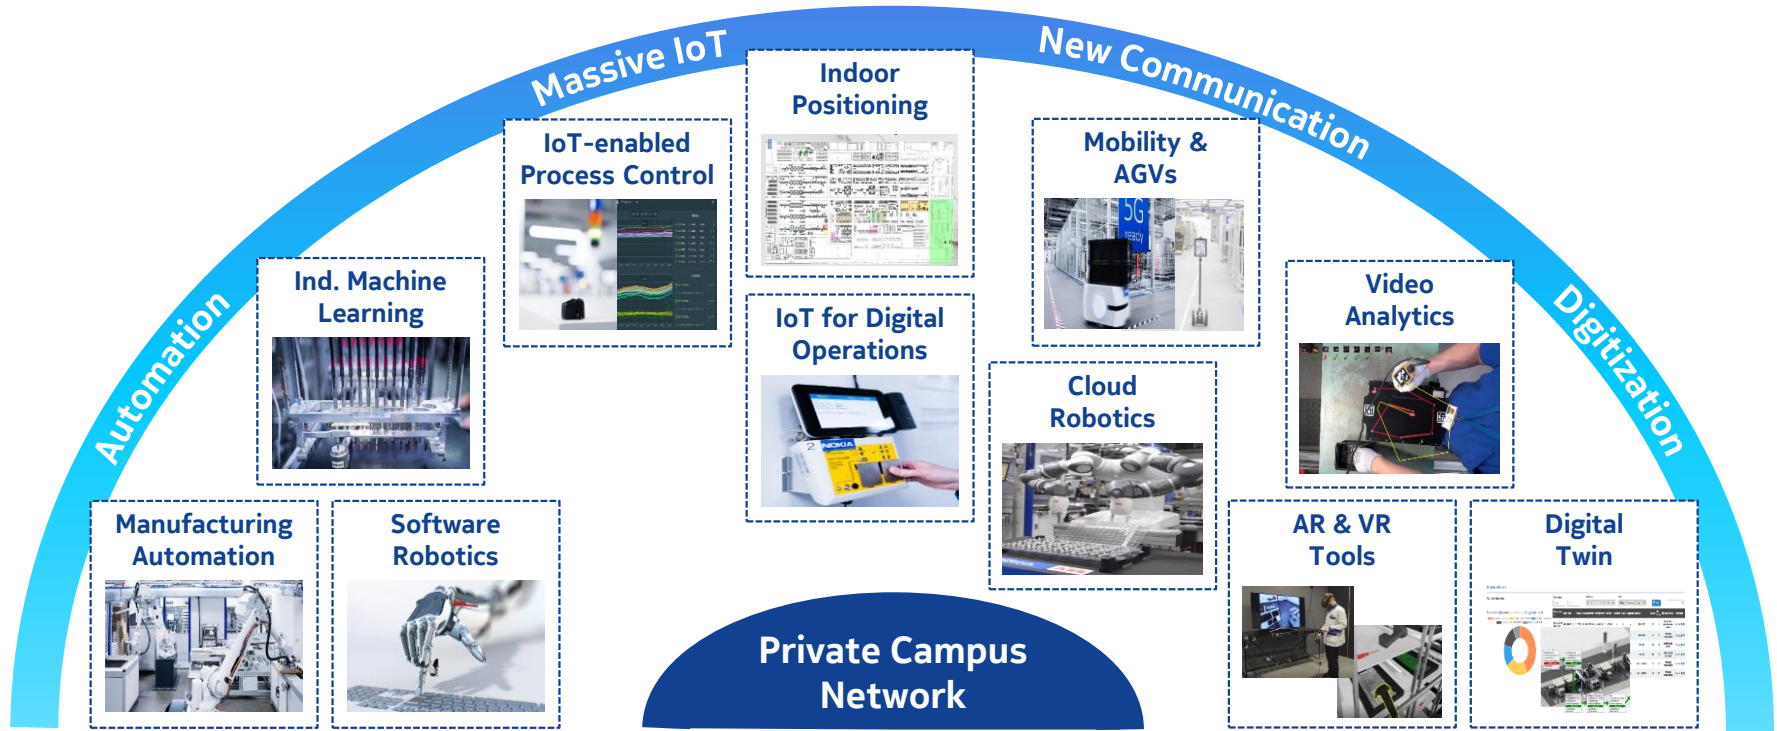 Automation
Massive IoT
New Communication
Digitization
Indoor
Positioning
IoT-enabled
Process Control
Mobility &
AGVs
5G
ready
Ind. Machine
Learning
IoT for Digital
Operations
2
NOKIA
Video
Analytics
Cloud
Robotics
Manufacturing
Automation
Software
Robotics
AR & VR
Tools
Digital
Twin
Private Campus
Network